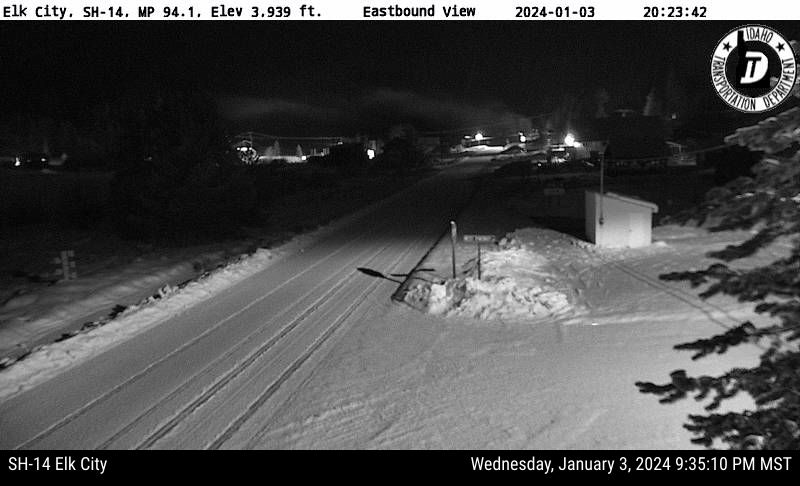 Elk City, SH-14, MP 94.1, Elev 3,939 ft. Eastbound View 2024-01-03 20:23:42
IDAHO
TRANSPORTATION DEPARTMENT
SH-14 Elk City Wednesday, January 3, 2024 9:35:10 PM MST